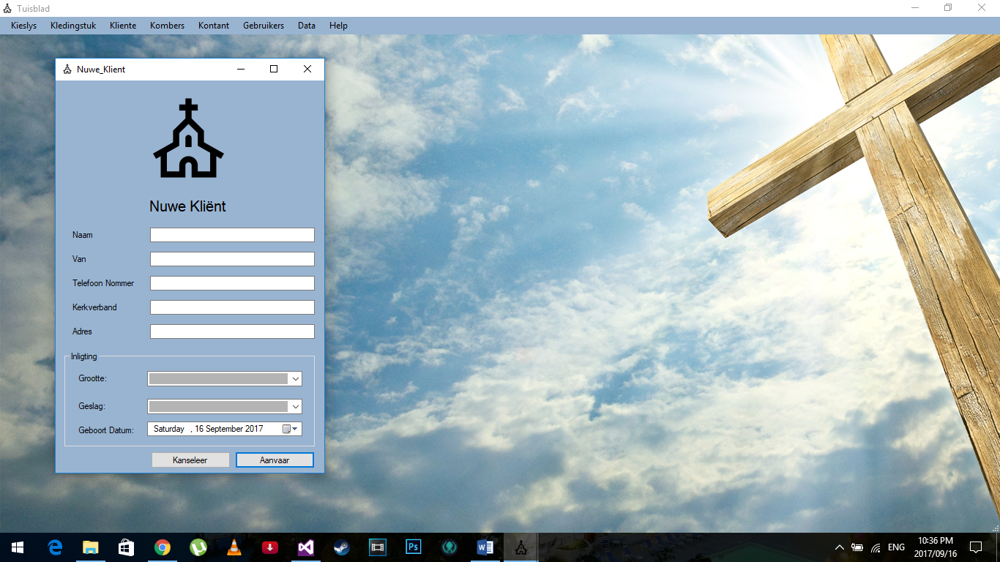 Tuisblad
Kieslys Kledingstuk Kliente Kombers Kontant Gebruikers Data Help
Nuwe_Klient
Nuwe Kliënt
Naam
Van
Telefoon Nommer
Kerkverband
Adres
Inligting
Grootte:
Geslag:
Geboort Datum: Saturday , 16 September 2017
Kanseleer Aanvaar
Ps
ENG
10:36 PM
2017/09/16